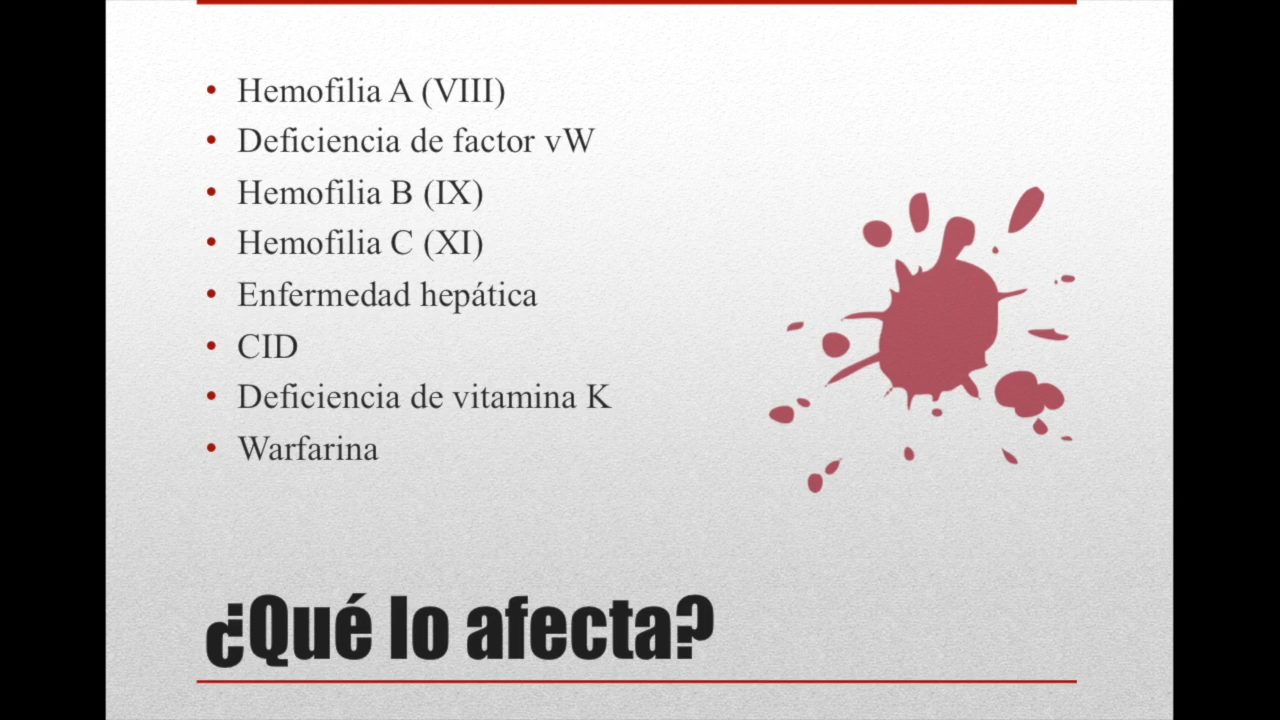 • Hemofilia A (VIII)
• Deficiencia de factor vW
• Hemofilia B (IX)
• Hemofilia C (XI)
• Enfermedad hepática
• CID
• Deficiencia de vitamina K
• Warfarina
¿Qué lo afecta?